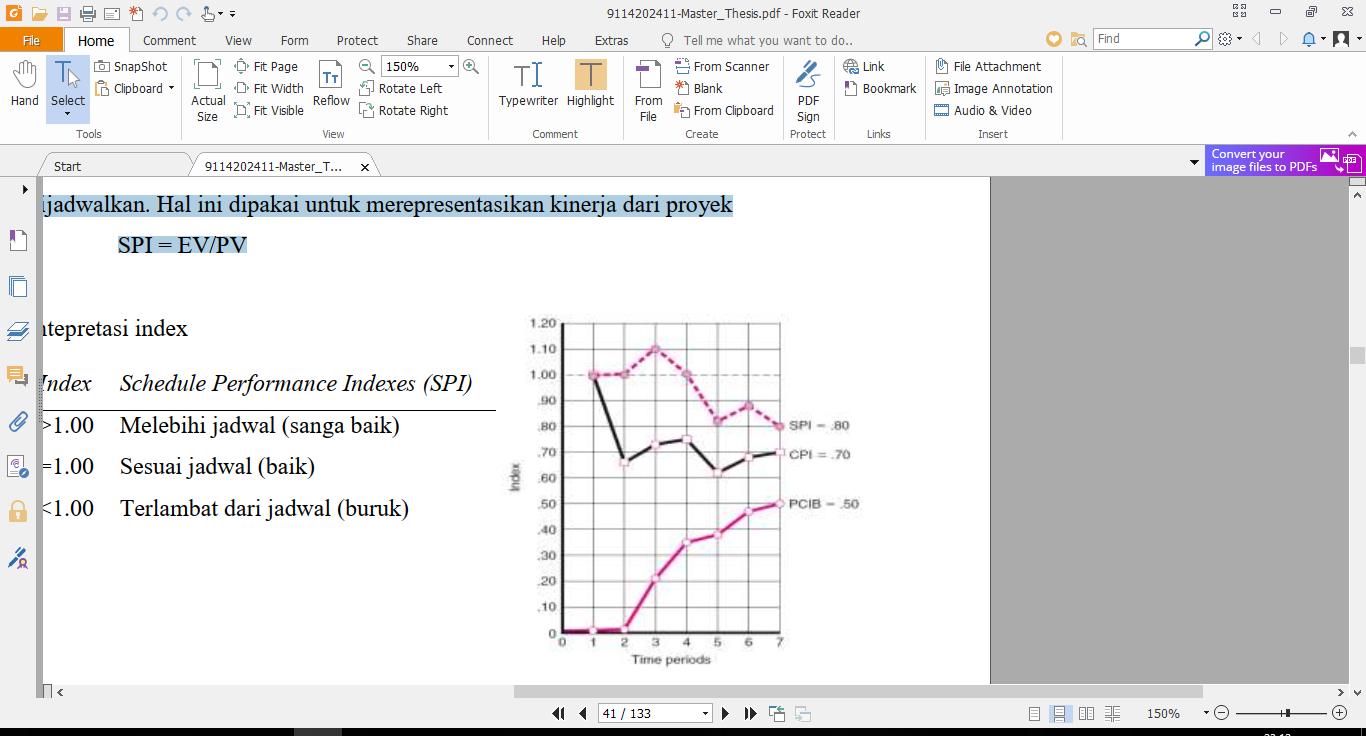 9114202411-Master_Thesis.pdf - Foxit Reader
File Home Comment View Form Protect Share Connect Help Extras Tell me what you want to do.. Find
Hand
Select
SnapShot
Clipboard
Tools
Actual Size
Fit Page
Fit Width
Fit Visible
Reflow
150%
Rotate Left
Rotate Right
View
Typewriter
Highlight
Comment
From File
From Scanner
Blank
From Clipboard
Create
PDF Sign
Protect
Link
Bookmark
Links
File Attachment
Image Annotation
Audio & Video
Insert
Start
9114202411-Master_T...
Convert your
image files to PDFs
ijadwalkan. Hal ini dipakai untuk merepresentasikan kinerja dari proyek
SPI = EV/PV
ntepretasi index
Index Schedule Performance Indexes (SPI)
>1.00 Melebihi jadwal (sanga baik)
=1.00 Sesuai jadwal (baik)
<1.00 Terlambat dari jadwal (buruk)
1.20
1.10
1.00
.90
.80
.70
.60
.50
.40
.30
.20
.10
0
Index
SPI = .80
CPI = .70
PCIB = .50
0 1 2 3 4 5 6 7
Time periods
41 / 133
150%